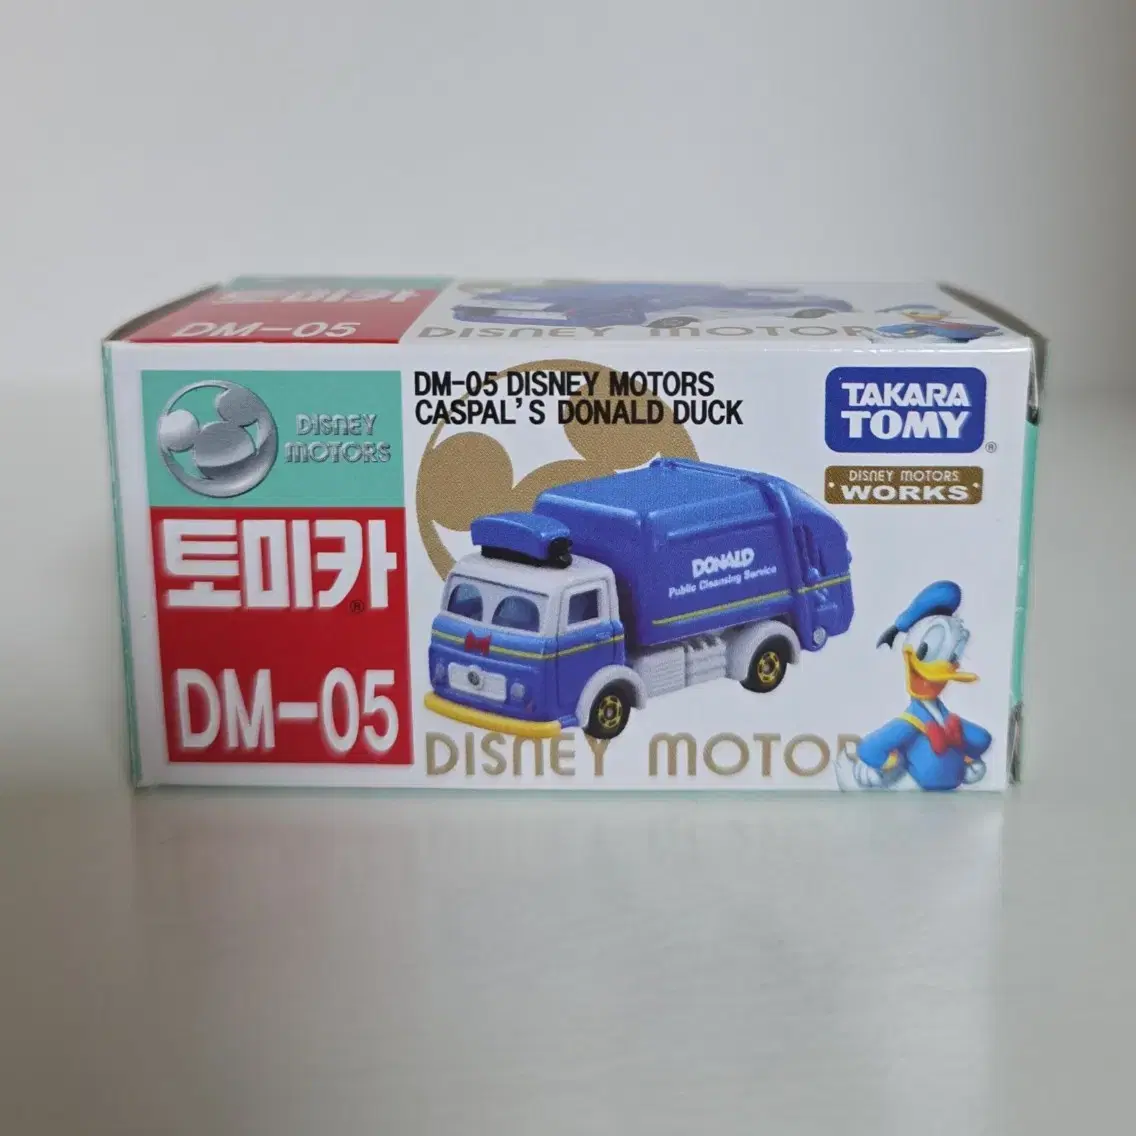 토미카
DM-05
DISNEY MOTOR
DISNEY
MOTORS
토미카®
DM-05
DM-05 DISNEY MOTORS
CASPAL'S DONALD DUCK
TAKARA
TOMY®
DISNEY MOTORS
WORKS
DONALD
Public Cleansing Service
DISNEY MOTOR